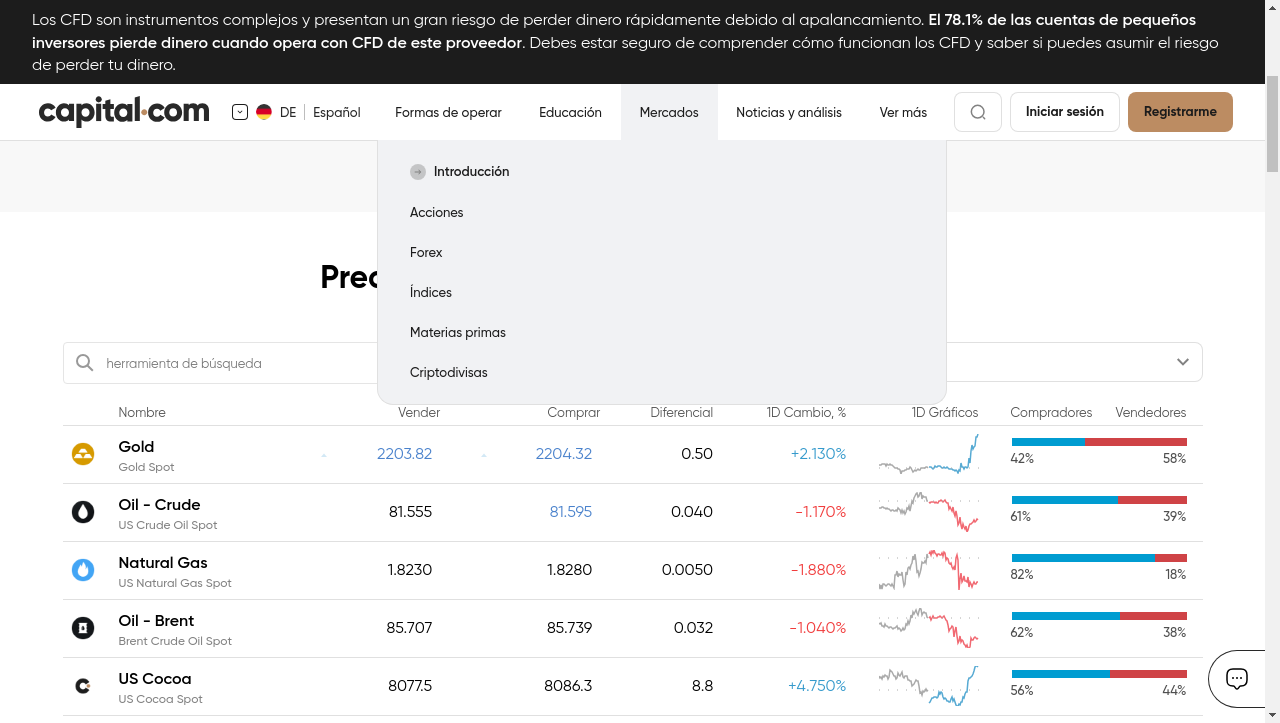 Los CFD son instrumentos complejos y presentan un gran riesgo de perder dinero rápidamente debido al apalancamiento. El 78.1% de las cuentas de pequeños
inversores pierde dinero cuando opera con CFD de este proveedor. Debes estar seguro de comprender cómo funcionan los CFD y saber si puedes asumir el riesgo
de perder tu dinero.
capital.com DE Español Formas de operar Educación Mercados Noticias y análisis Ver más Iniciar sesión Registrarme
Introducción
Acciones
Forex
Índices
Materias primas
Criptodivisas
herramienta de búsqueda
Nombre Vender Comprar Diferencial 1D Cambio, % 1D Gráficos Compradores Vendedores
Gold 2203.82 2204.32 0.50 +2.130%
Gold Spot 42% 58%
Oil - Crude 81.555 81.595 0.040 -1.170%
US Crude Oil Spot 61% 39%
Natural Gas 1.8230 1.8280 0.0050 -1.880%
US Natural Gas Spot 82% 18%
Oil - Brent 85.707 85.739 0.032 -1.040%
Brent Crude Oil Spot 62% 38%
US Cocoa 8077.5 8086.3 8.8 +4.750%
US Cocoa Spot 56% 44%